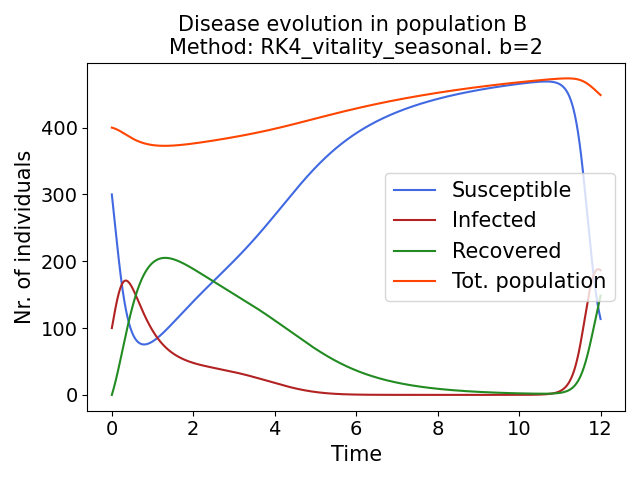 Disease evolution in population B
Method: RK4_vitality_seasonal. b=2
Nr. of individuals
400
300
200
100
0
Susceptible
Infected
Recovered
Tot. population
0 2 4 6 8 10 12
Time